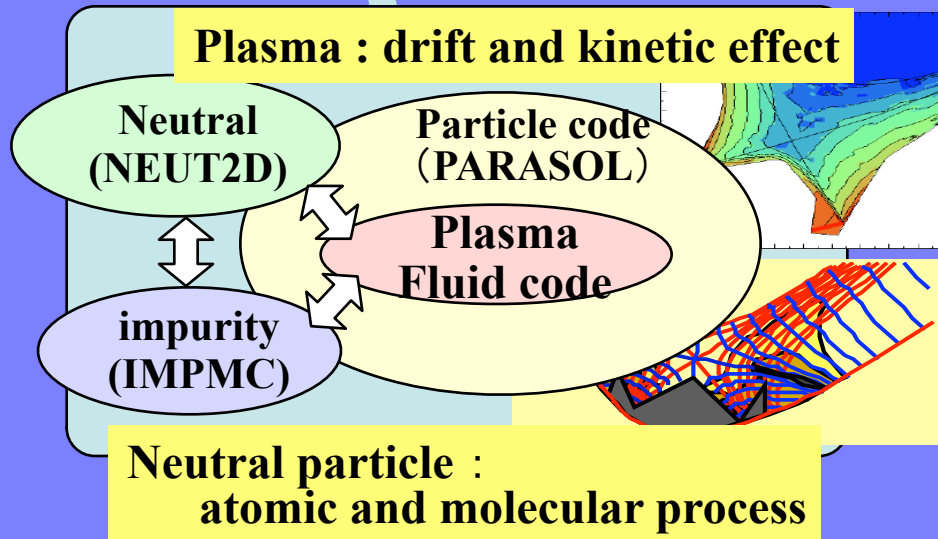 Plasma : drift and kinetic effect
Neutral
(NEUT2D)
Particle code
（PARASOL）
Plasma
Fluid code
impurity
(IMPMC)
Neutral particle：
atomic and molecular process